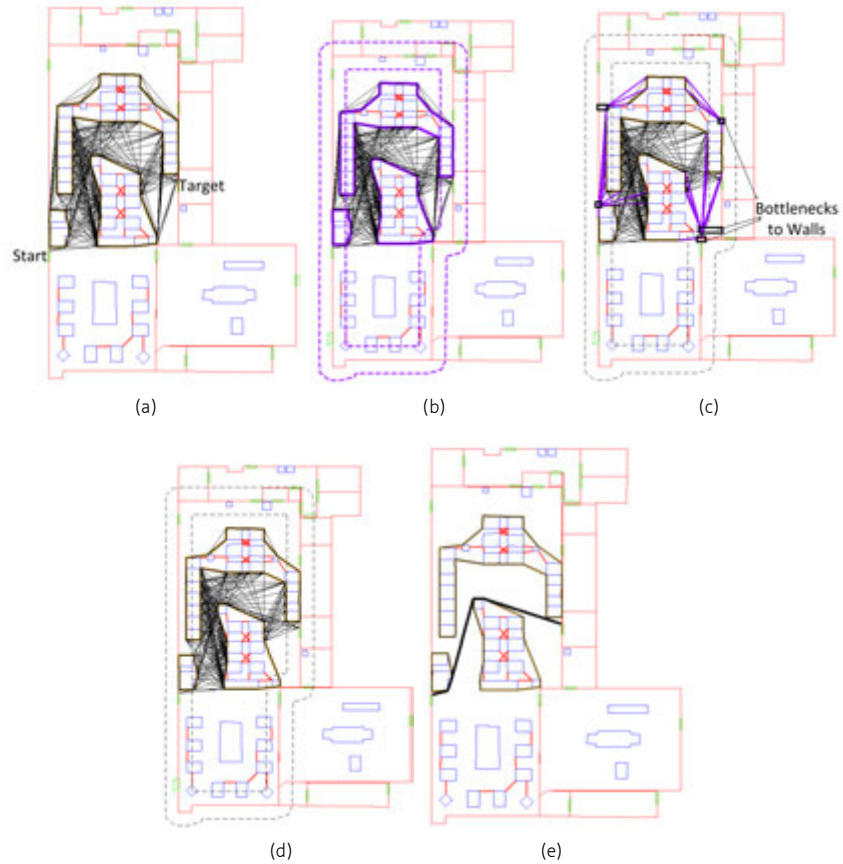 Target
Start
Bottlenecks
to Walls
(a)
(b)
(c)
(d)
(e)